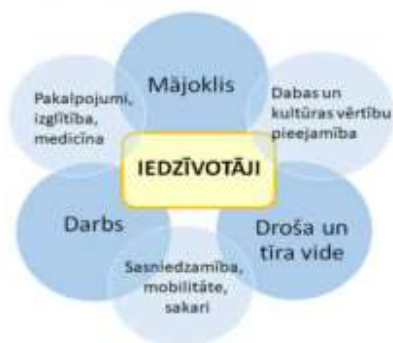 Mājoklis
Pakalpojumi,
izglītība,
medicīna
Dabas un
kultūras vērtību
pieejamība
IEDZĪVOTĀJI
Darbs
Droša un
tīra vide
Sasniedzamība,
mobilitāte,
sakari